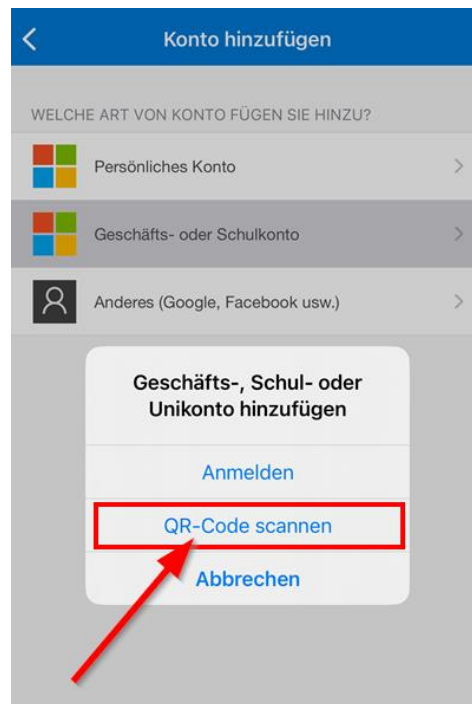 Konto hinzufügen
WELCHE ART VON KONTO FÜGEN SIE HINZU?
Persönliches Konto
Geschäfts- oder Schulkonto
Anderes (Google, Facebook usw.)
Geschäfts-, Schul- oder
Unikonto hinzufügen
Anmelden
QR-Code scannen
Abbrechen